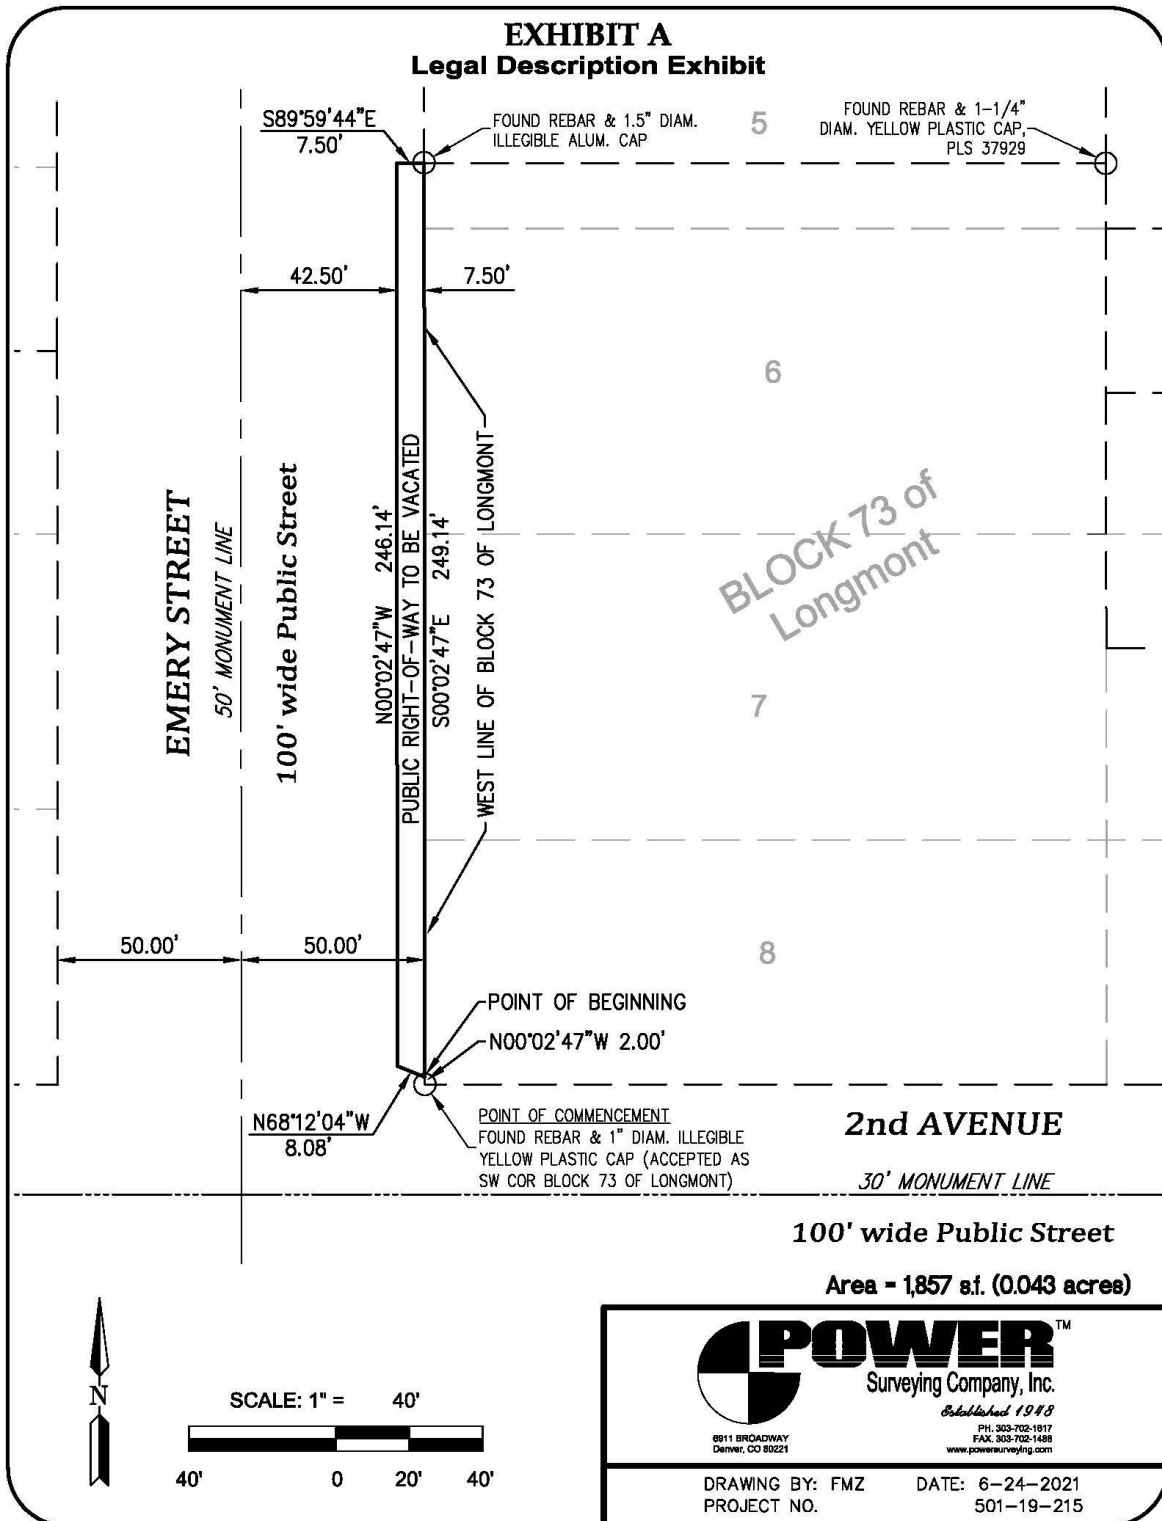 EXHIBIT A
Legal Description Exhibit
S89°59'44"E
7.50'
FOUND REBAR & 1.5" DIAM.
ILLEGIBLE ALUM. CAP
5
FOUND REBAR & 1-1/4"
DIAM. YELLOW PLASTIC CAP,
PLS 37929
42.50'
7.50'
6
EMERY STREET
50' MONUMENT LINE
100' wide Public Street
N00°02'47"W 246.14'
PUBLIC RIGHT-OF-WAY TO BE VACATED
S00°02'47"E 249.14'
WEST LINE OF BLOCK 73 OF LONGMONT
BLOCK 73 of
Longmont
7
50.00'
50.00'
8
POINT OF BEGINNING
N00°02'47"W 2.00'
N68°12'04"W
8.08'
POINT OF COMMENCEMENT
FOUND REBAR & 1" DIAM. ILLEGIBLE
YELLOW PLASTIC CAP (ACCEPTED AS
SW COR BLOCK 73 OF LONGMONT)
2nd AVENUE
30' MONUMENT LINE
100' wide Public Street
Area = 1,857 s.f. (0.043 acres)
N
SCALE: 1" = 40'
40' 0 20' 40'
POWER™
Surveying Company, Inc.
Established 1948
6911 BROADWAY
Denver, CO 80221
PH. 303-702-1617
FAX. 303-702-1488
www.powersurveying.com
DRAWING BY: FMZ DATE: 6-24-2021
PROJECT NO. 501-19-215